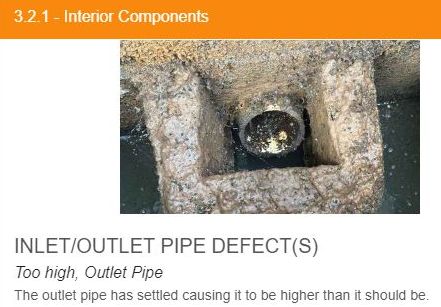 3.2.1 - Interior Components
INLET/OUTLET PIPE DEFECT(S)
Too high, Outlet Pipe
The outlet pipe has settled causing it to be higher than it should be.